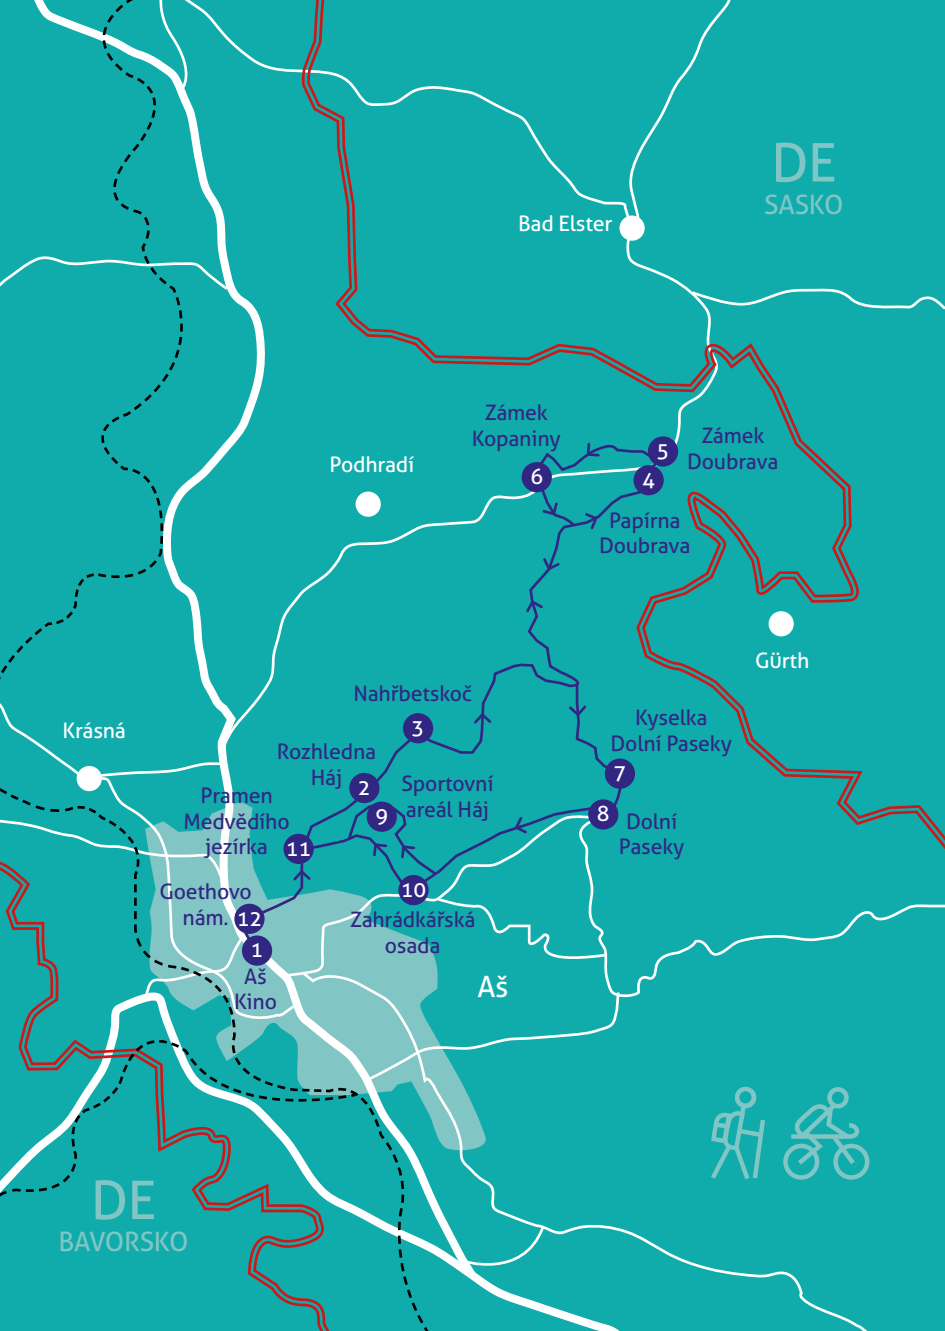 DE
SASKO
Bad Elster
Zámek
Kopaniny
5
Zámek
Doubrava
Podhradí
6
4
Papírna
Doubrava
Gürth
Nahřbetskoč
3
Krásná
Kyselka
Dolní Paseky
Rozhledna
Háj
2
7
Sportovní
areál Háj
9
Pramen
Medvědího
jezírka
11
8
Dolní
Paseky
Goethovo
nám.
12
10
Zahrádkářská
osada
1
Aš
Kino
Aš
DE
BAVORSKO